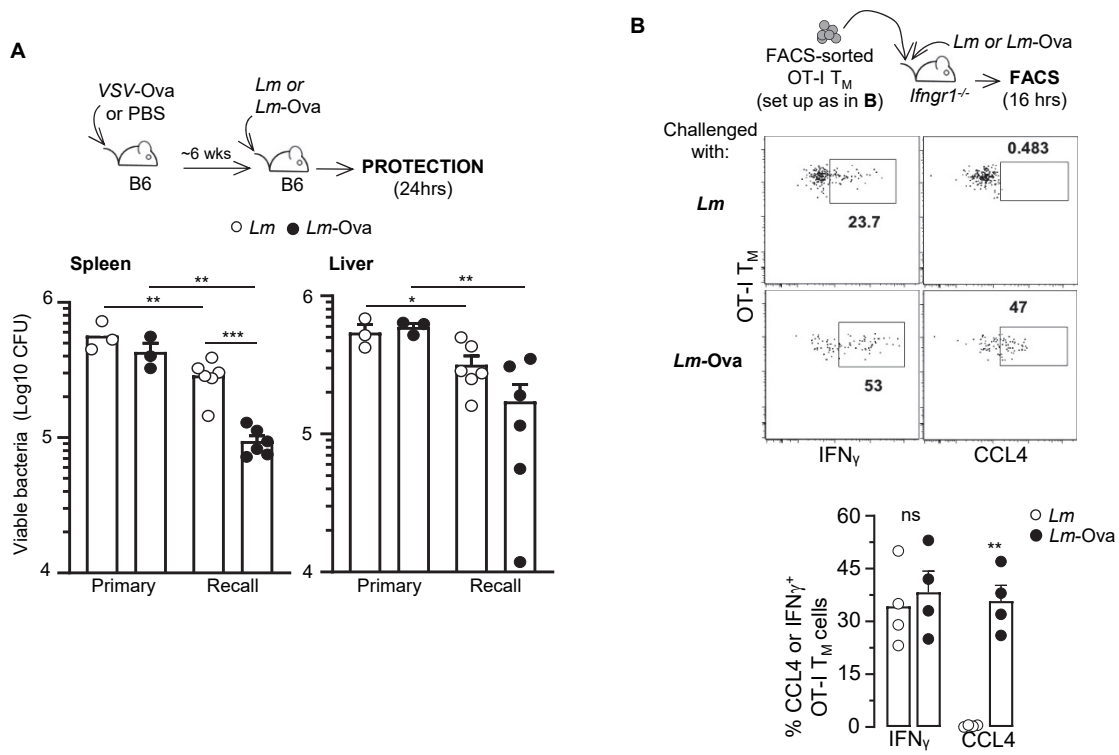 A
VSV-Ova
or PBS
Lm or
Lm-Ova
~6 wks
B6
B6
PROTECTION
(24hrs)
Lm Lm-Ova
Spleen
Liver
**
**
***
**
*
6
5
4
6
5
4
Viable bacteria (Log10 CFU)
Primary Recall
Primary Recall
B
FACS-sorted
OT-I TM
(set up as in B)
Lm or Lm-Ova
Ifngr1-/-
FACS
(16 hrs)
Challenged
with:
Lm
Lm-Ova
OT-I TM
0.483
23.7
47
53
IFNγ
CCL4
% CCL4 or IFNγ+
OT-I TM cells
60
45
30
15
0
ns
**
Lm
Lm-Ova
IFNγ CCL4